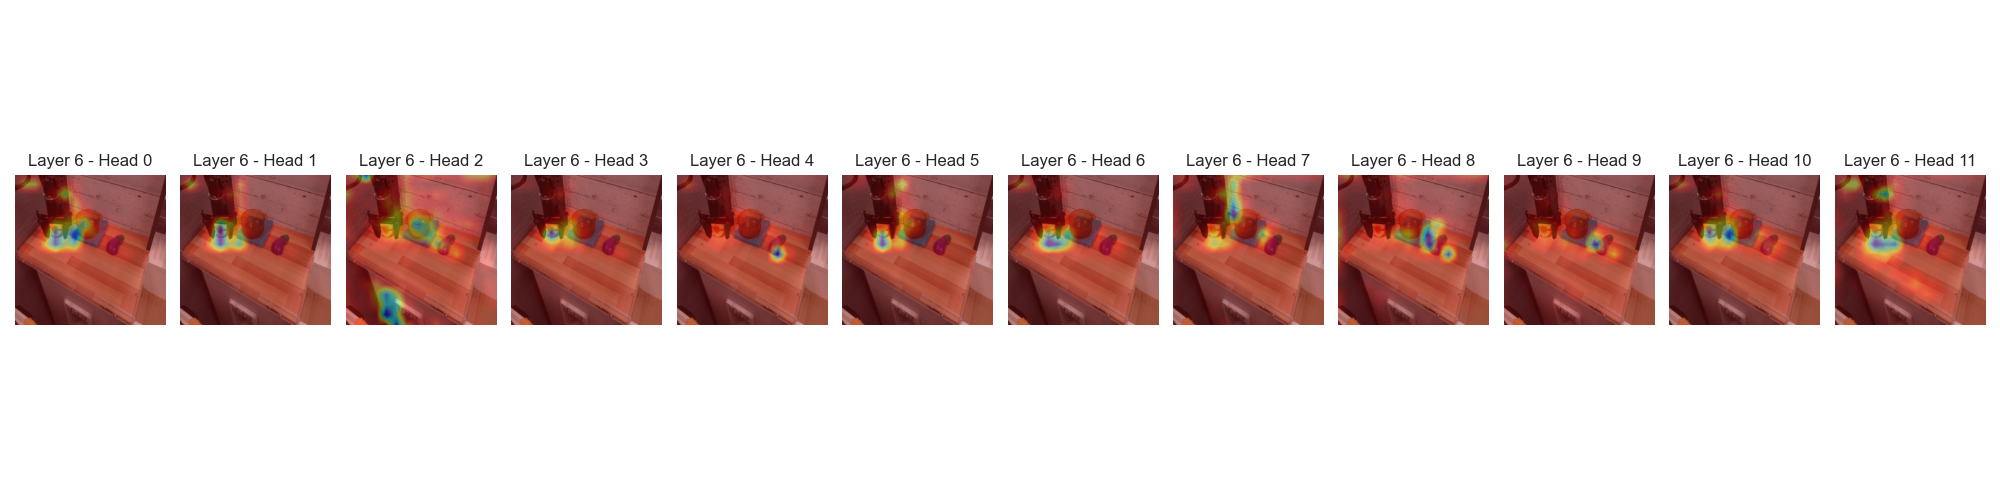 Layer 6 - Head 0
Layer 6 - Head 1
Layer 6 - Head 2
Layer 6 - Head 3
Layer 6 - Head 4
Layer 6 - Head 5
Layer 6 - Head 6
Layer 6 - Head 7
Layer 6 - Head 8
Layer 6 - Head 9
Layer 6 - Head 10
Layer 6 - Head 11